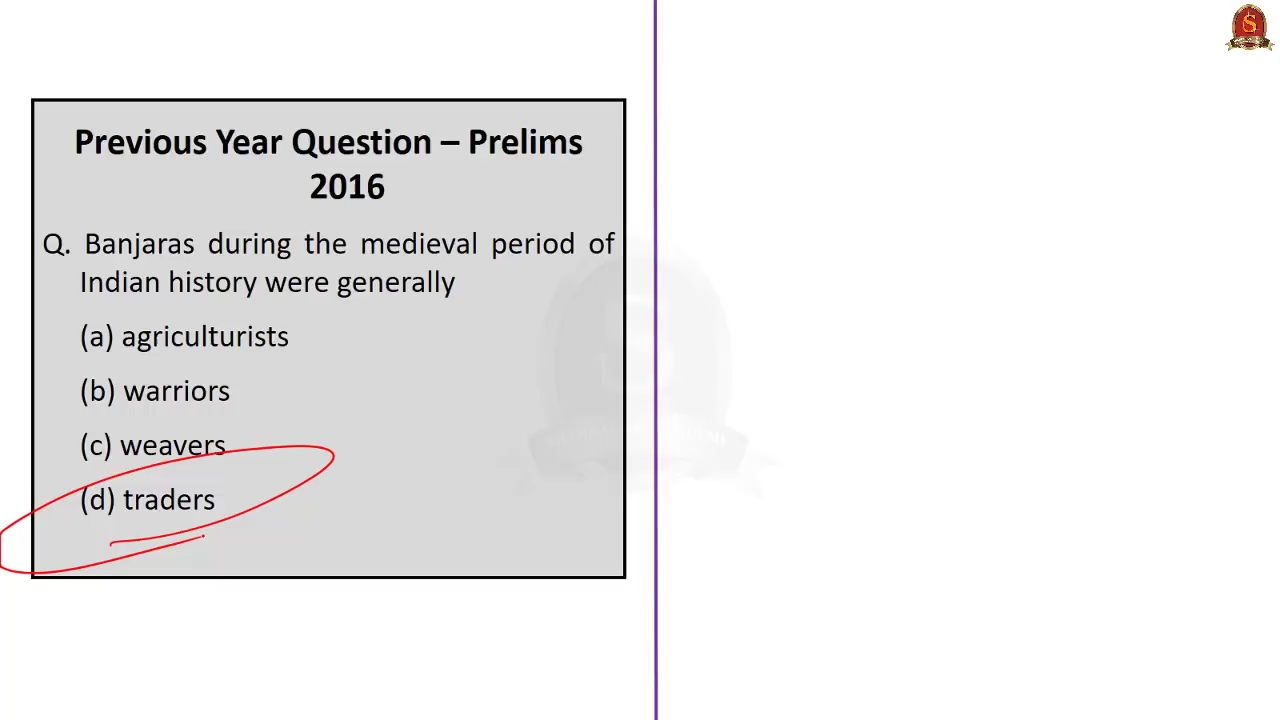 Previous Year Question – Prelims
2016
Q. Banjaras during the medieval period of
Indian history were generally
(a) agriculturists
(b) warriors
(c) weavers
(d) traders
S